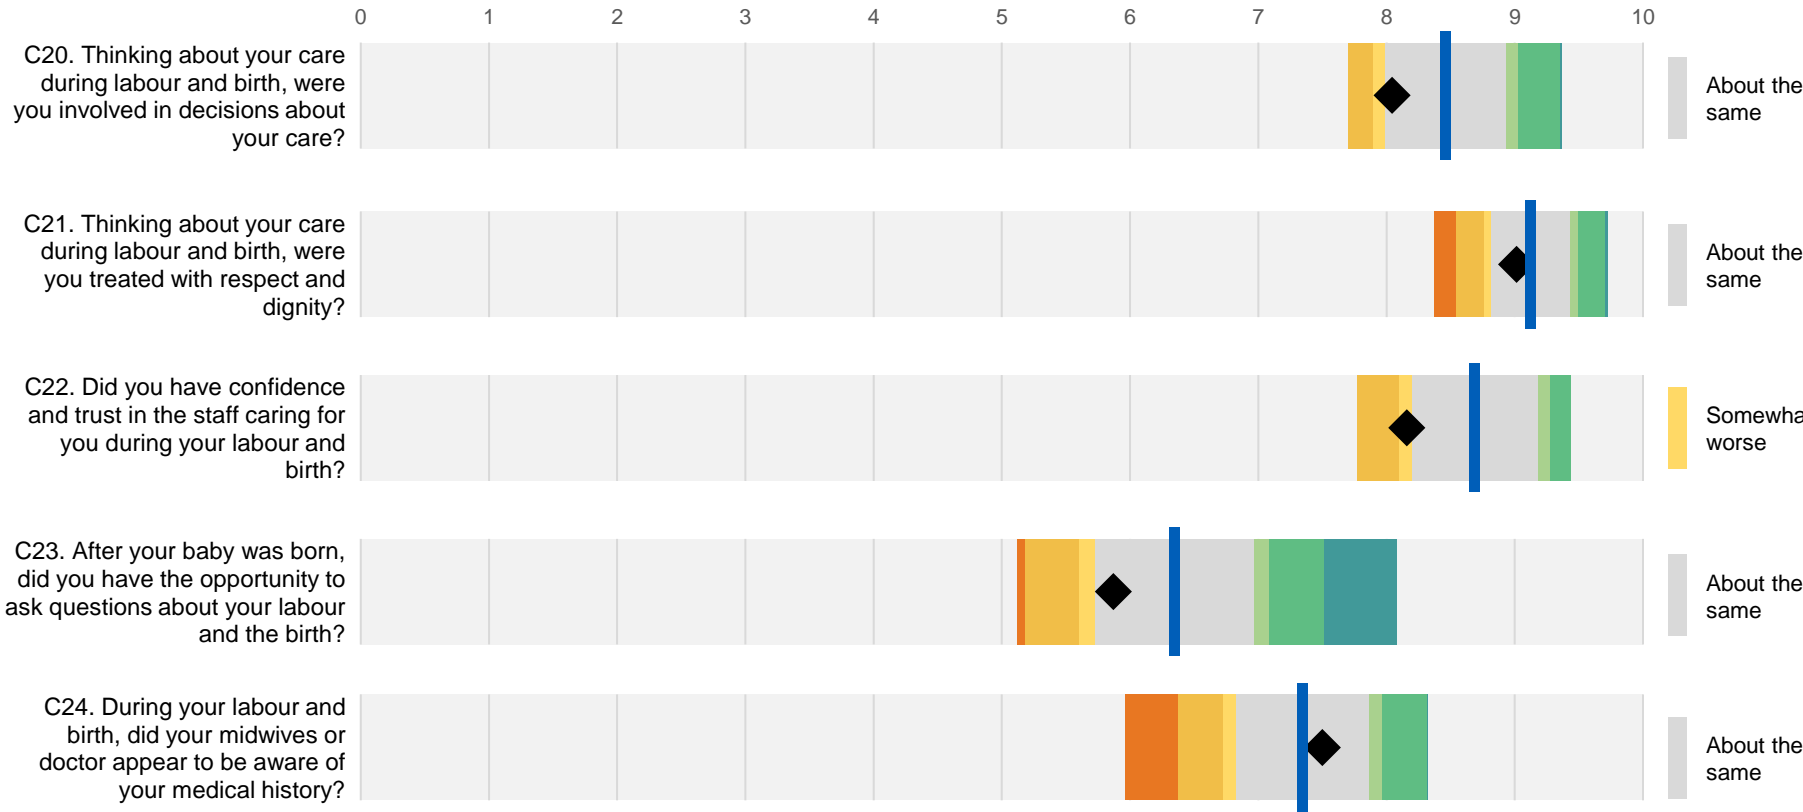 0 1 2 3 4 5 6 7 8 9 10
C20. Thinking about your care
during labour and birth, were
you involved in decisions about
your care?
About the
same
C21. Thinking about your care
during labour and birth, were
you treated with respect and
dignity?
About the
same
C22. Did you have confidence
and trust in the staff caring for
you during your labour and
birth?
Somewha
worse
C23. After your baby was born,
did you have the opportunity to
ask questions about your labour
and the birth?
About the
same
C24. During your labour and
birth, did your midwives or
doctor appear to be aware of
your medical history?
About the
same